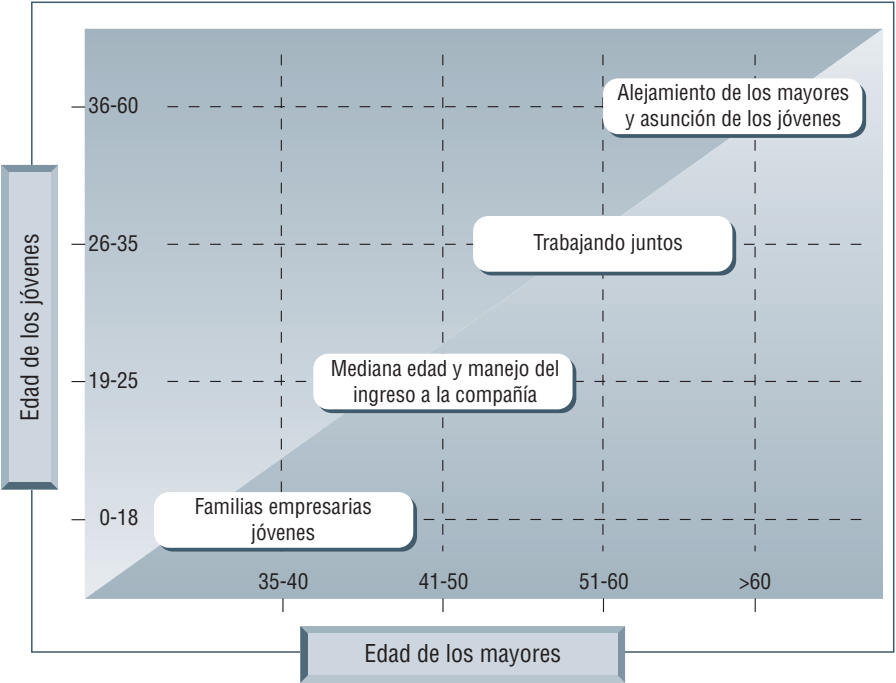 36-60
Alejamiento de los mayores
y asunción de los jóvenes
26-35
Trabajando juntos
Edad de los jóvenes
19-25
Mediana edad y manejo del
ingreso a la compañía
0-18
Familias empresarias
jóvenes
35-40
41-50
51-60
>60
Edad de los mayores